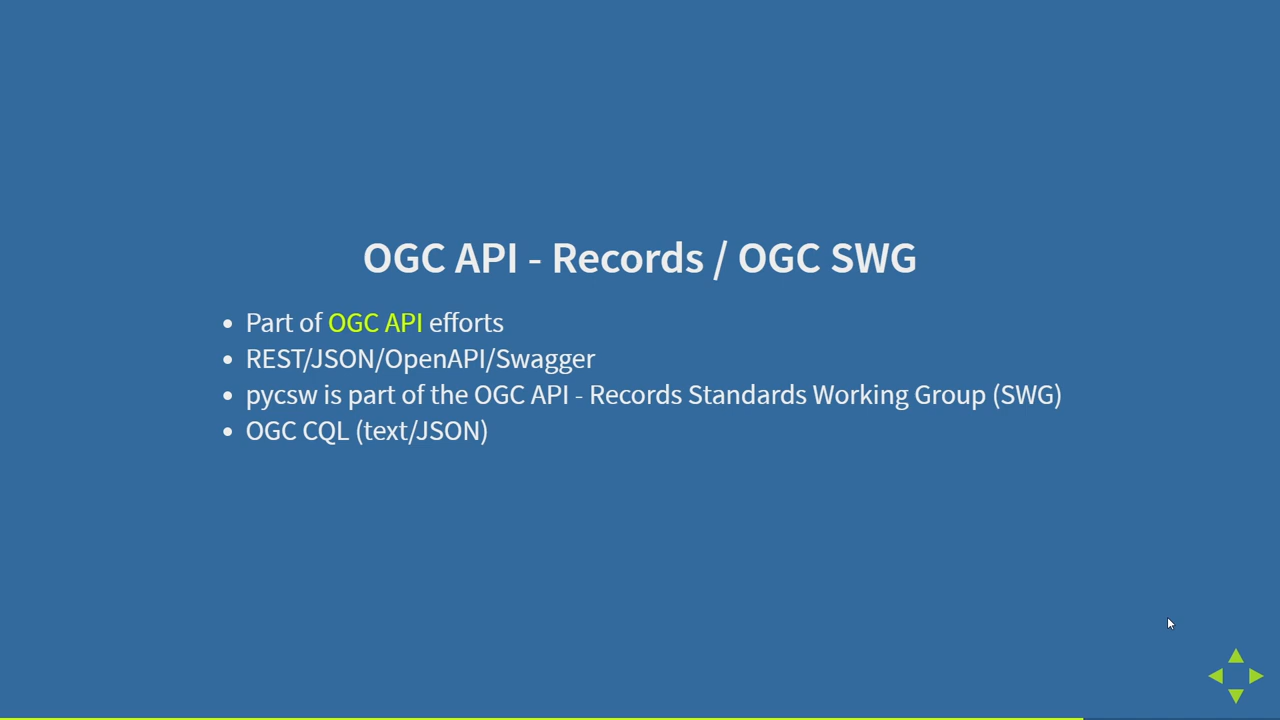 OGC API - Records / OGC SWG
Part of OGC API efforts
REST/JSON/OpenAPI/Swagger
pycsw is part of the OGC API - Records Standards Working Group (SWG)
OGC CQL (text/JSON)